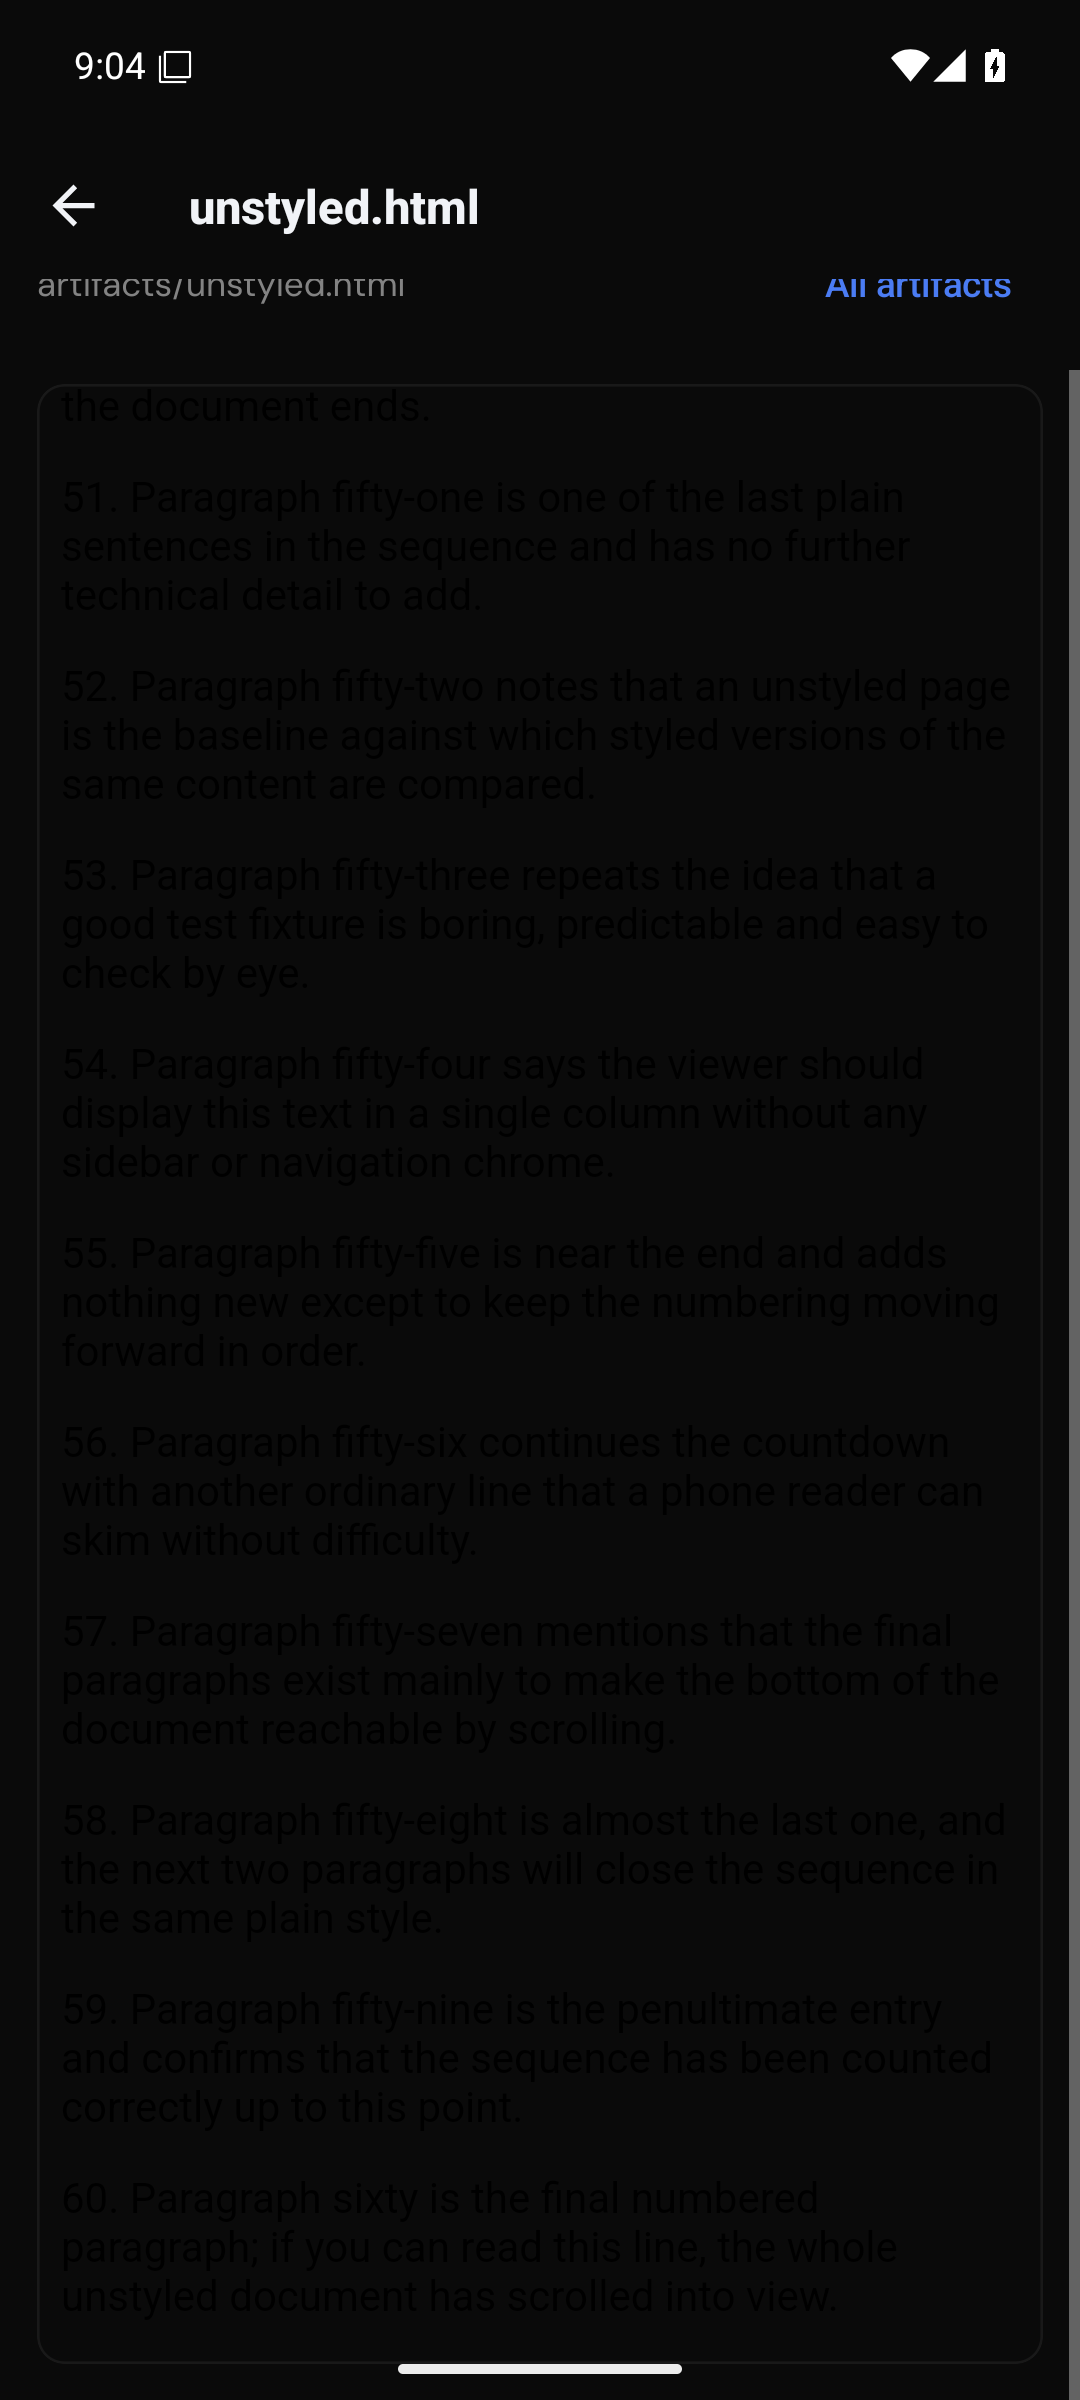 9:04
unstyled.html
artifacts/unstyled.html All artifacts
the document ends.
51. Paragraph fifty-one is one of the last plain
sentences in the sequence and has no further
technical detail to add.
52. Paragraph fifty-two notes that an unstyled page
is the baseline against which styled versions of the
same content are compared.
53. Paragraph fifty-three repeats the idea that a
good test fixture is boring, predictable and easy to
check by eye.
54. Paragraph fifty-four says the viewer should
display this text in a single column without any
sidebar or navigation chrome.
55. Paragraph fifty-five is near the end and adds
nothing new except to keep the numbering moving
forward in order.
56. Paragraph fifty-six continues the countdown
with another ordinary line that a phone reader can
skim without difficulty.
57. Paragraph fifty-seven mentions that the final
paragraphs exist mainly to make the bottom of the
document reachable by scrolling.
58. Paragraph fifty-eight is almost the last one, and
the next two paragraphs will close the sequence in
the same plain style.
59. Paragraph fifty-nine is the penultimate entry
and confirms that the sequence has been counted
correctly up to this point.
60. Paragraph sixty is the final numbered
paragraph; if you can read this line, the whole
unstyled document has scrolled into view.